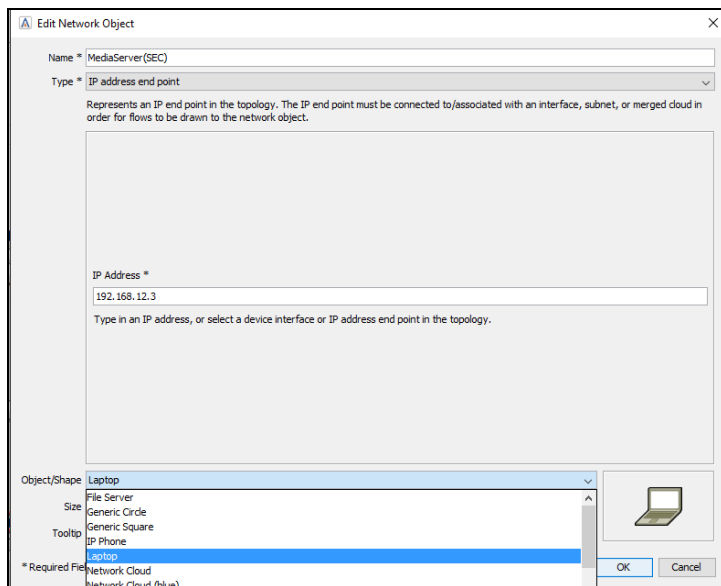 Edit Network Object
Name * MediaServer(SEC)
Type * IP address end point
Represents an IP end point in the topology. The IP end point must be connected to/associated with an interface, subnet, or merged cloud in
order for flows to be drawn to the network object.
IP Address *
192.168.12.3
Type in an IP address, or select a device interface or IP address end point in the topology.
Object/Shape Laptop
File Server
Size
Generic Circle
Generic Square
Tooltip
IP Phone
Laptop
* Required Fie
Network Cloud
OK Cancel
Network Cloud (blue)